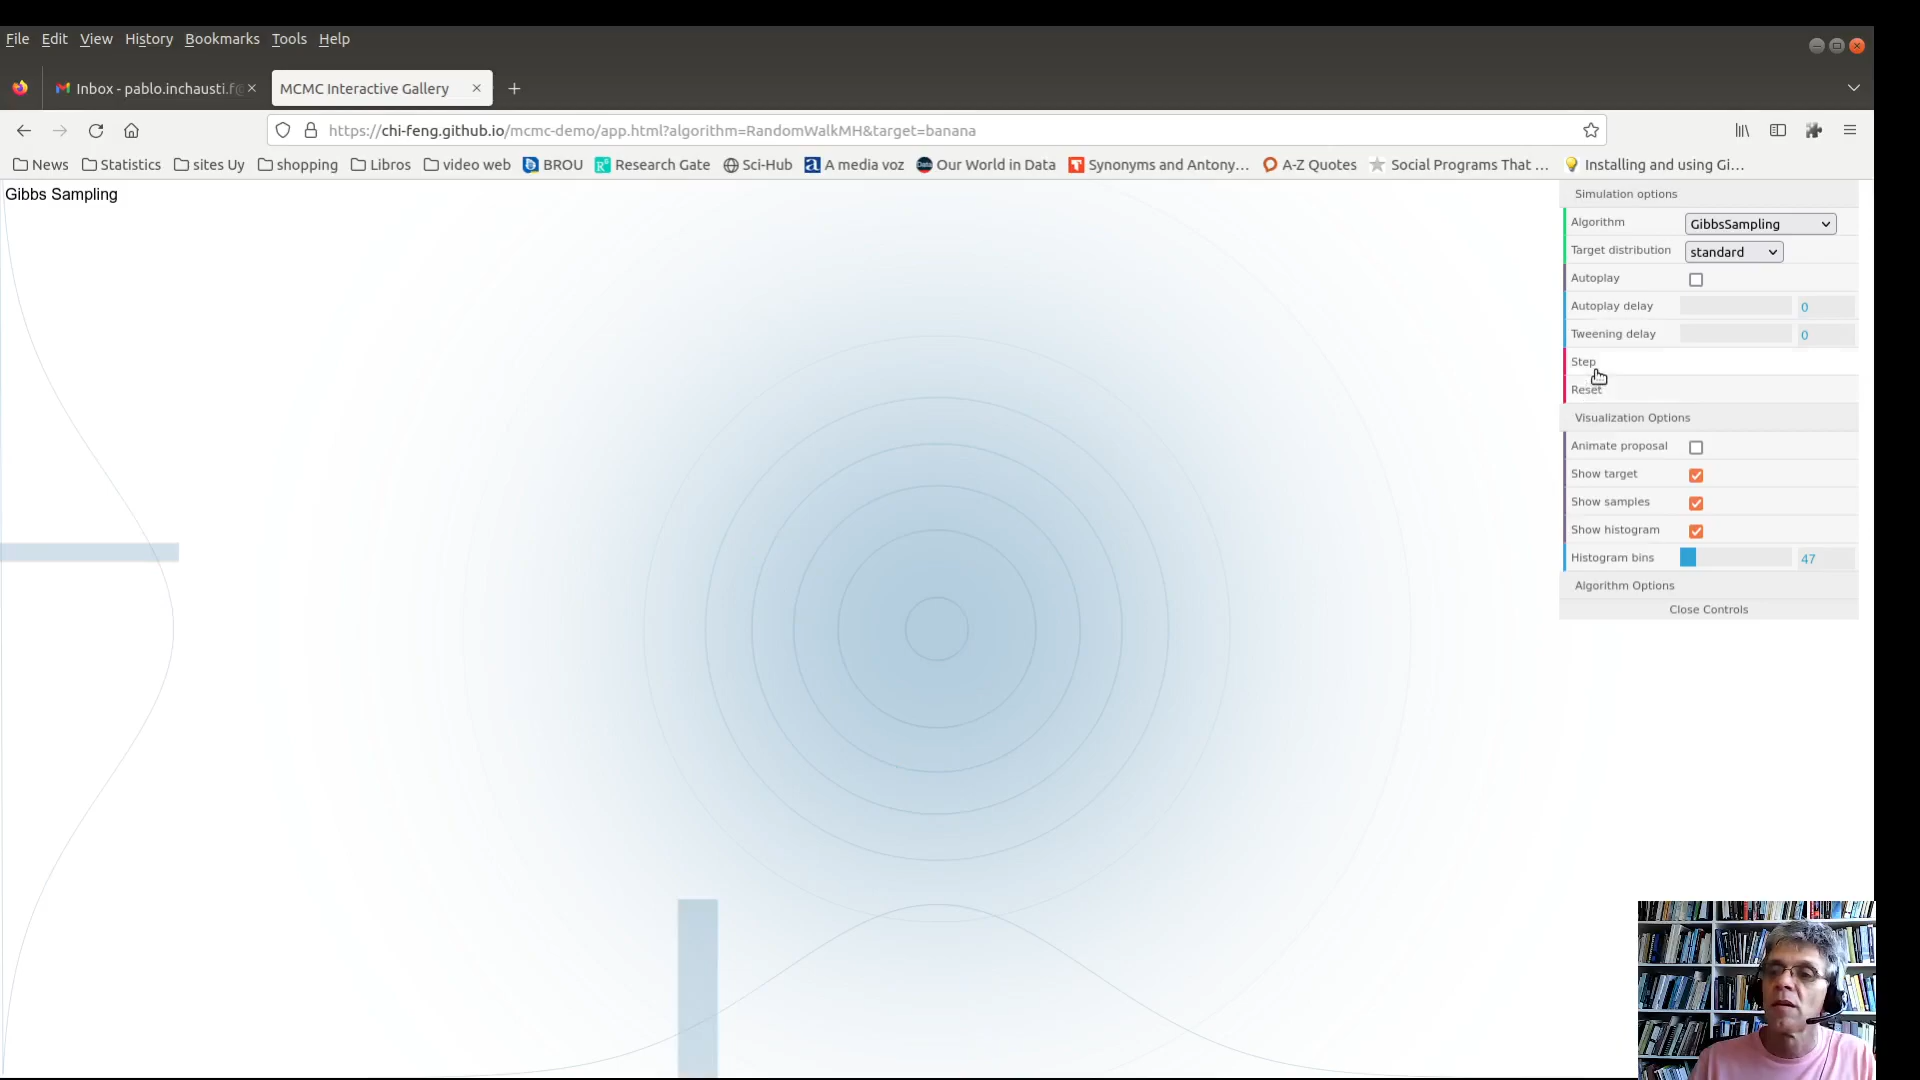 File Edit View History Bookmarks Tools Help
Inbox - pablo.inchausti.f@
MCMC Interactive Gallery
https://chi-feng.github.io/mcmc-demo/app.html?algorithm=RandomWalkMH&target=banana
News Statistics sites Uy shopping Libros video web BROU Research Gate Sci-Hub A media voz Our World in Data Synonyms and Antony... A-Z Quotes Social Programs That ... Installing and using Gi...
Gibbs Sampling
Simulation options
Algorithm GibbsSampling
Target distribution standard
Autoplay
Autoplay delay 0
Tweening delay 0
Step
Reset
Visualization Options
Animate proposal
Show target
Show samples
Show histogram
Histogram bins 47
Algorithm Options
Close Controls